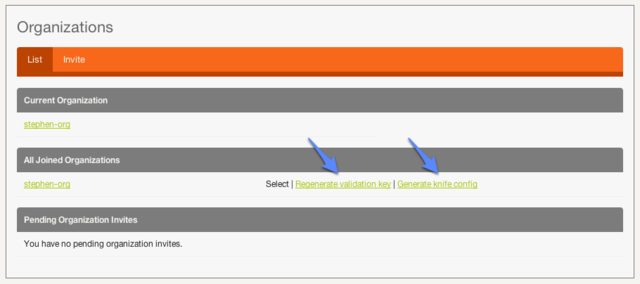 Organizations
List Invite
Current Organization
stephen-org
All Joined Organizations
stephen-org Select | Regenerate validation key | Generate knife config
Pending Organization Invites
You have no pending organization invites.